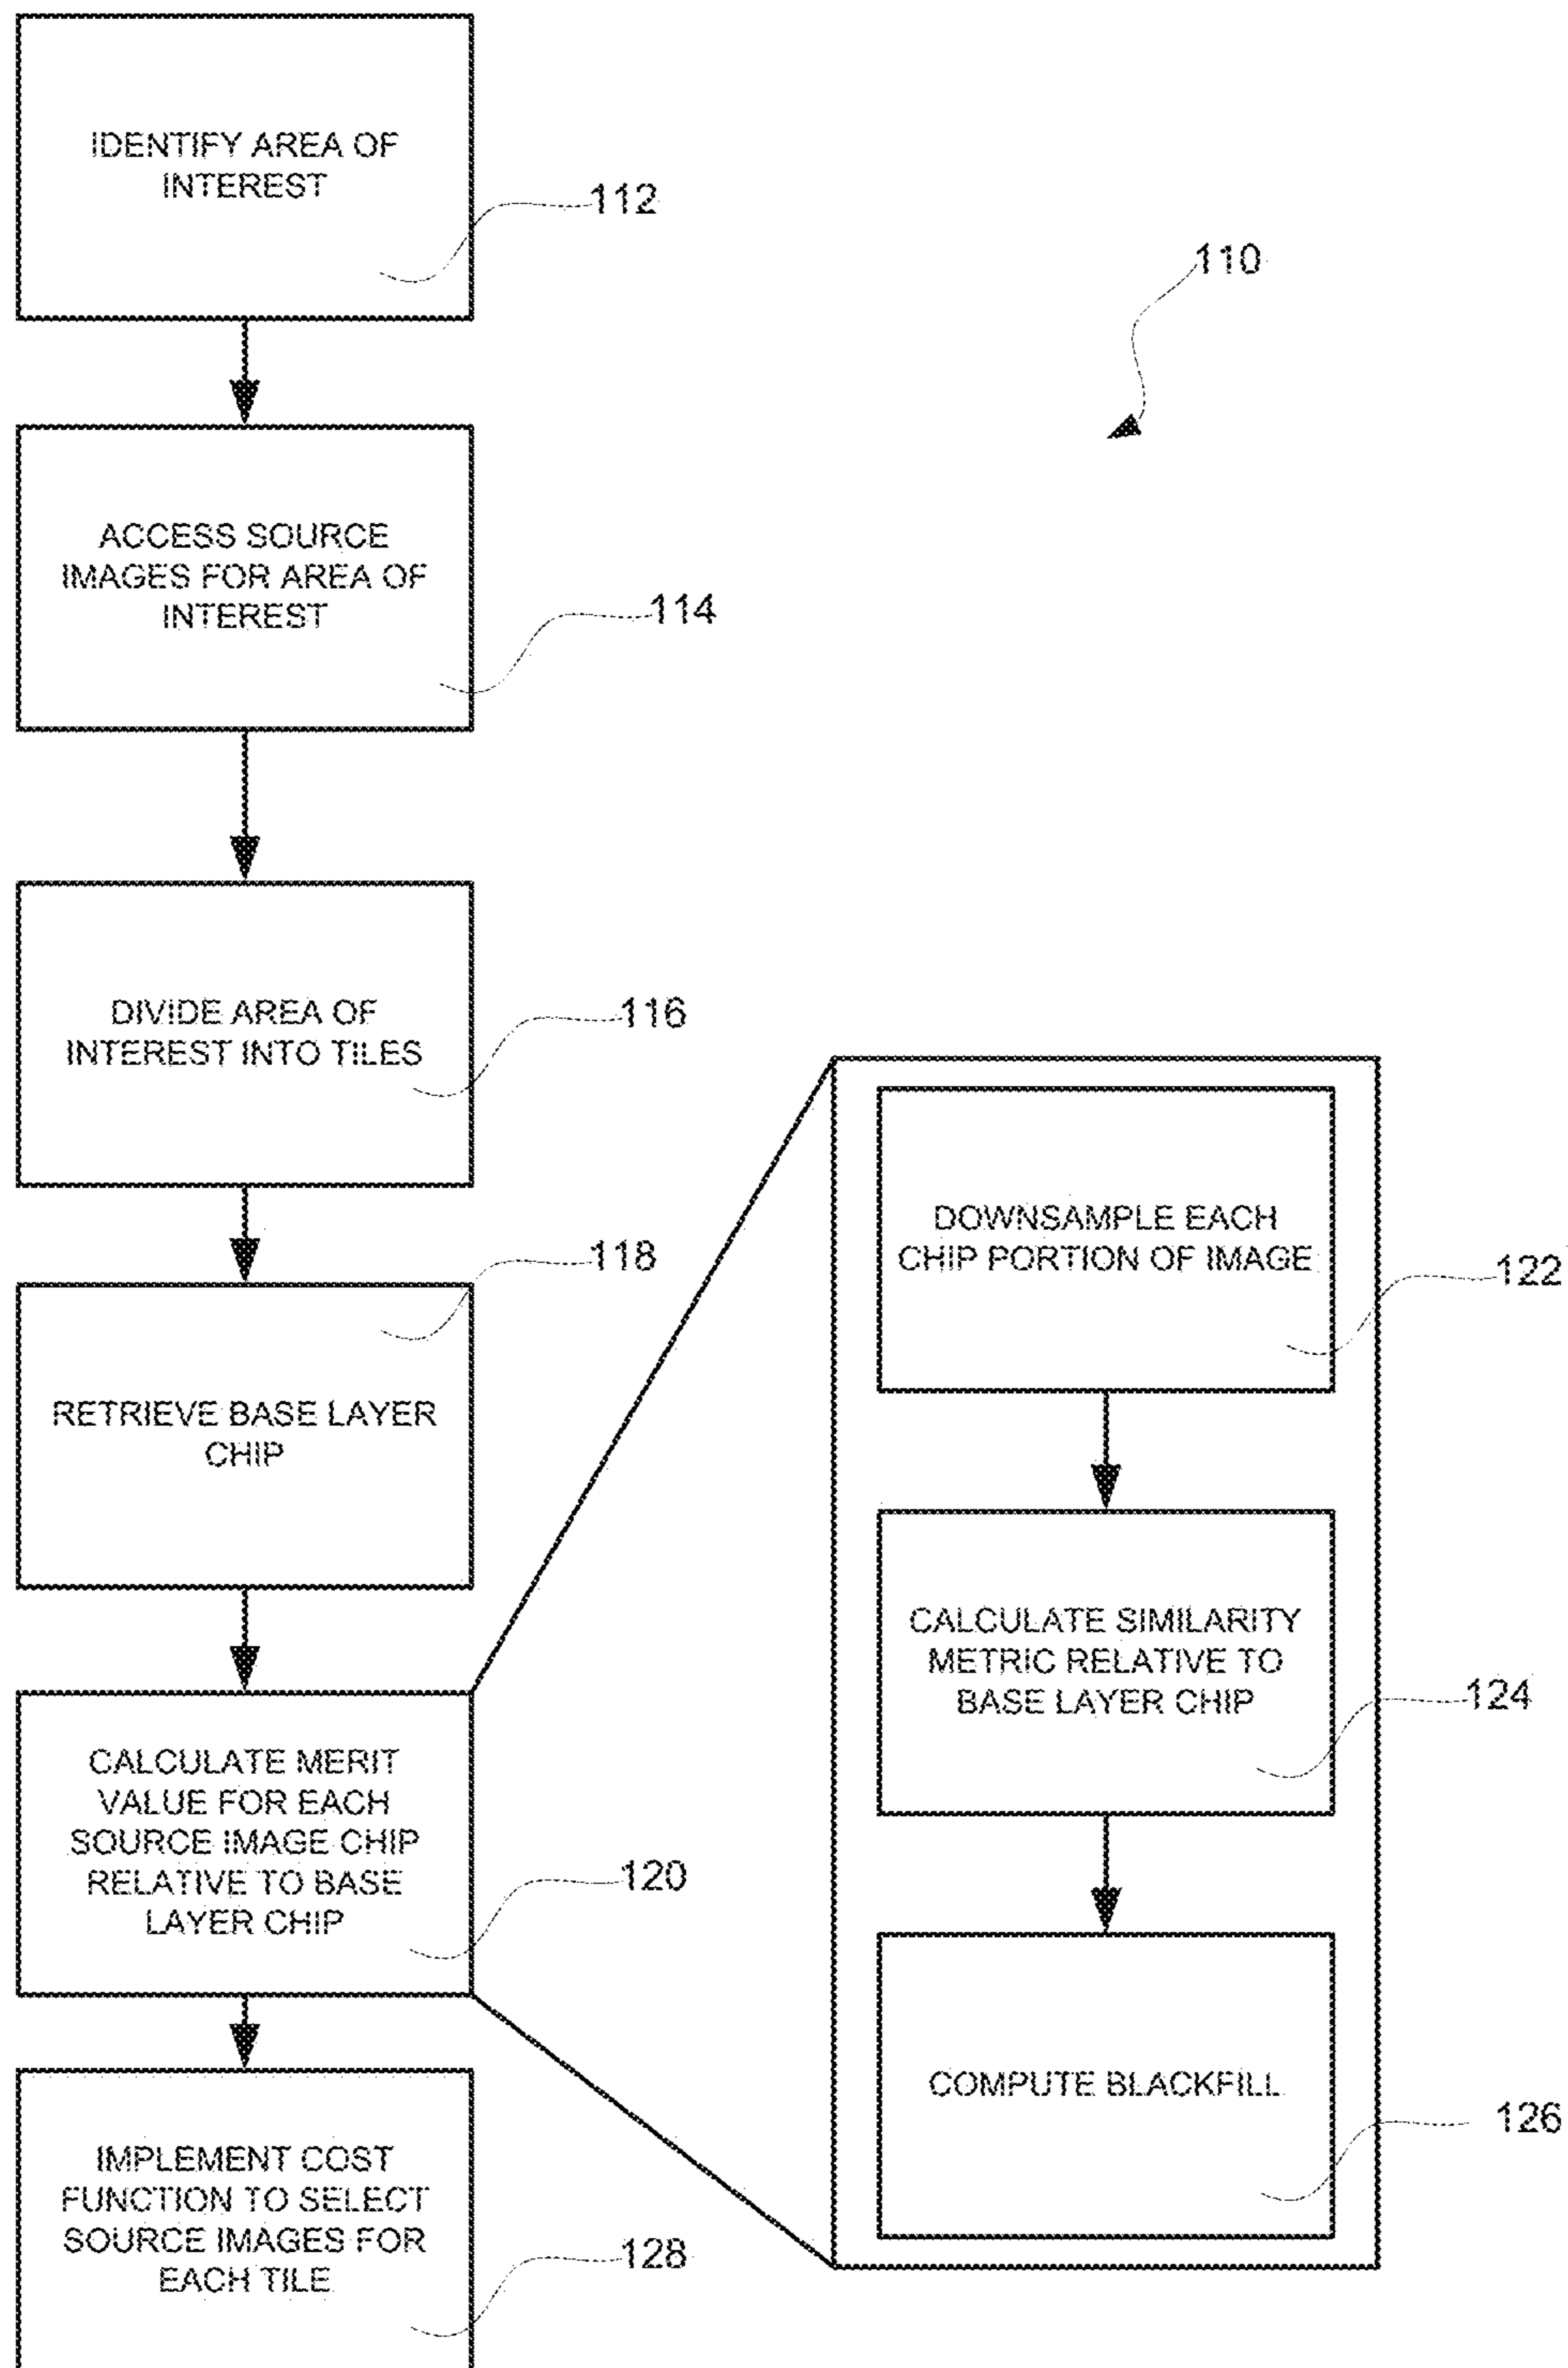 IDENTIFY AREA OF
INTEREST
112
110
ACCESS SOURCE
IMAGES FOR AREA OF
INTEREST
114
DIVIDE AREA OF
INTEREST INTO TILES
116
RETRIEVE BASE LAYER
CHIP
118
CALCULATE MERIT
VALUE FOR EACH
SOURCE IMAGE CHIP
RELATIVE TO BASE
LAYER CHIP
120
DOWNSAMPLE EACH
CHIP PORTION OF IMAGE
122
CALCULATE SIMILARITY
METRIC RELATIVE TO
BASE LAYER CHIP
124
COMPUTE BLACKFILL
126
IMPLEMENT COST
FUNCTION TO SELECT
SOURCE IMAGES FOR
EACH TILE
128